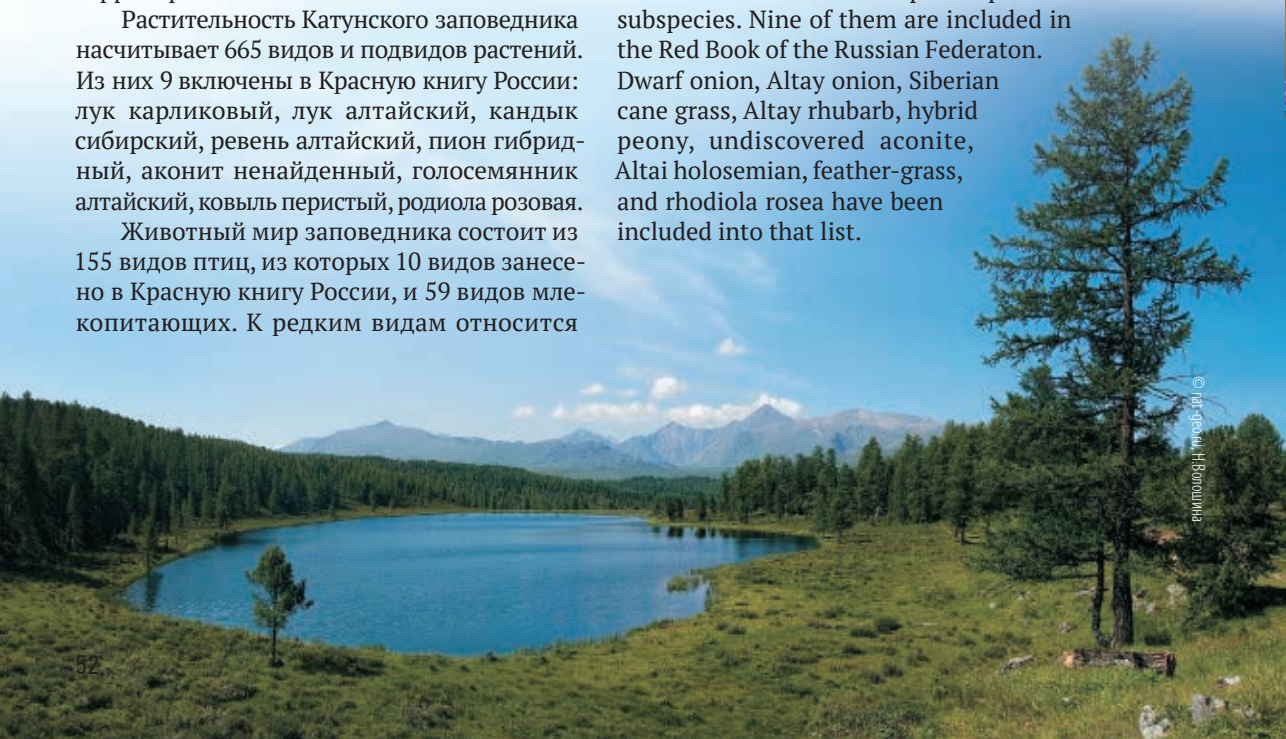 Растительность Катунского заповедника
насчитывает 665 видов и подвидов растений.
Из них 9 включены в Красную книгу России:
лук карликовый, лук алтайский, кандык
сибирский, ревень алтайский, пион гибрид-
ный, аконит ненайденный, голосемянник
алтайский, ковыль перистый, родиола розовая.
Животный мир заповедника состоит из
155 видов птиц, из которых 10 видов занесе-
но в Красную книгу России, и 59 видов мле-
копитающих. К редким видам относится
subspecies. Nine of them are included in
the Red Book of the Russian Federaton.
Dwarf onion, Altay onion, Siberian
cane grass, Altay rhubarb, hybrid
peony, undiscovered aconite,
Altai holosemian, feather-grass,
and rhodiola rosea have been
included into that list.
© nat-geo.ru, Н.Волошина
52